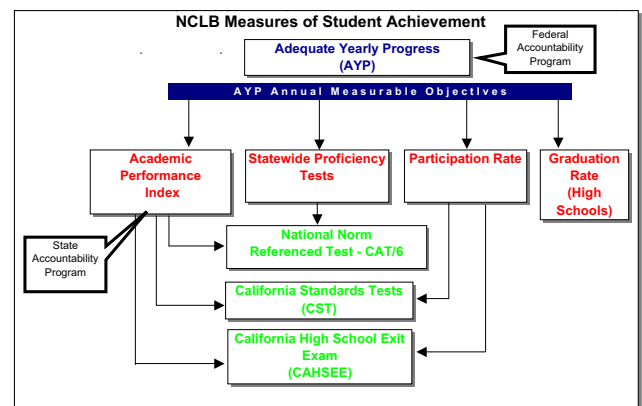 NCLB Measures of Student Achievement
Adequate Yearly Progress
(AYP)
Federal
Accountability
Program
AYP Annual Measurable Objectives
Academic
Performance
Index
Statewide Proficiency
Tests
Participation Rate
Graduation
Rate
(High
Schools)
State
Accountability
Program
National Norm
Referenced Test - CAT/6
California Standards Tests
(CST)
California High School Exit
Exam
(CAHSEE)